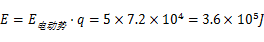 E = E电动势 · q = 5 × 7.2 × 10⁴ = 3.6 × 10⁵J